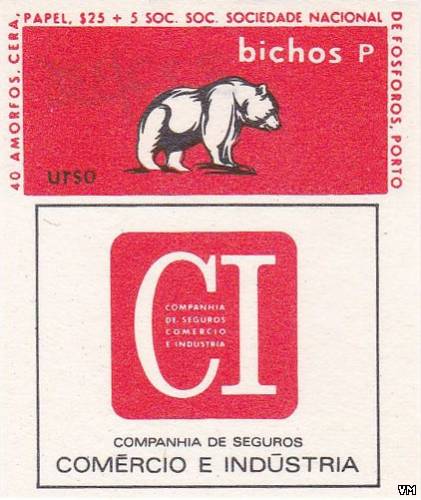 40 AMORFOS, CERA, PAPEL, $25 + 5 SOC. SOC. SOCIEDADE NACIONAL DE FOSFOROS, PORTO
bichos P
urso
CI
COMPANHIA
DE SEGUROS
COMERCIO
E INDUSTRIA
COMPANHIA DE SEGUROS
COMÉRCIO E INDÚSTRIA
VM